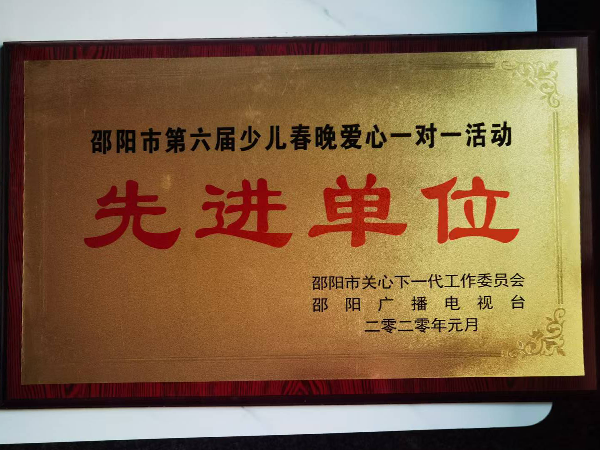 邵阳市第六届少儿春晚爱心一对一活动
先进单位
邵阳市关心下一代工作委员会
邵阳广播电视台
二零二零年元月